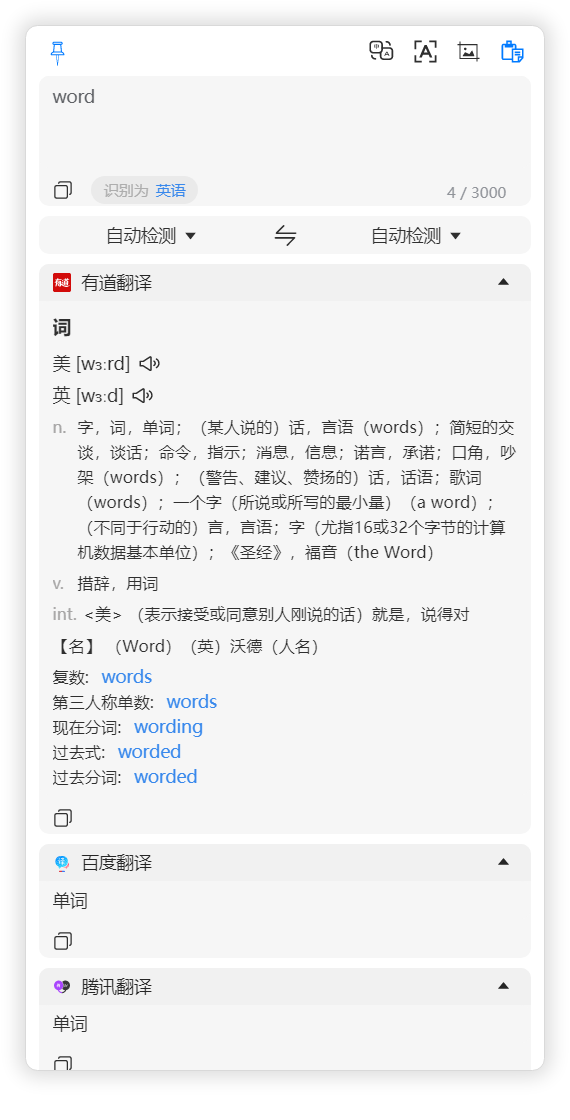 word
识别为 英语
4 / 3000
自动检测 自动检测
有道 有道翻译
词
美 [wɜːrd]
英 [wɜːd]
n. 字，词，单词；（某人说的）话，言语（words）；简短的交
谈，谈话；命令，指示；消息，信息；诺言，承诺；口角，吵
架（words）；（警告、建议、赞扬的）话，话语；歌词
（words）；一个字（所说或所写的最小量）（a word）；
（不同于行动的）言，言语；字（尤指16或32个字节的计算
机数据基本单位）；《圣经》，福音（the Word）
v. 措辞，用词
int. <美> （表示接受或同意别人刚说的话）就是，说得对
【名】 （Word）（英）沃德（人名）
复数: words
第三人称单数: words
现在分词: wording
过去式: worded
过去分词: worded
译 百度翻译
单词
腾讯翻译
单词